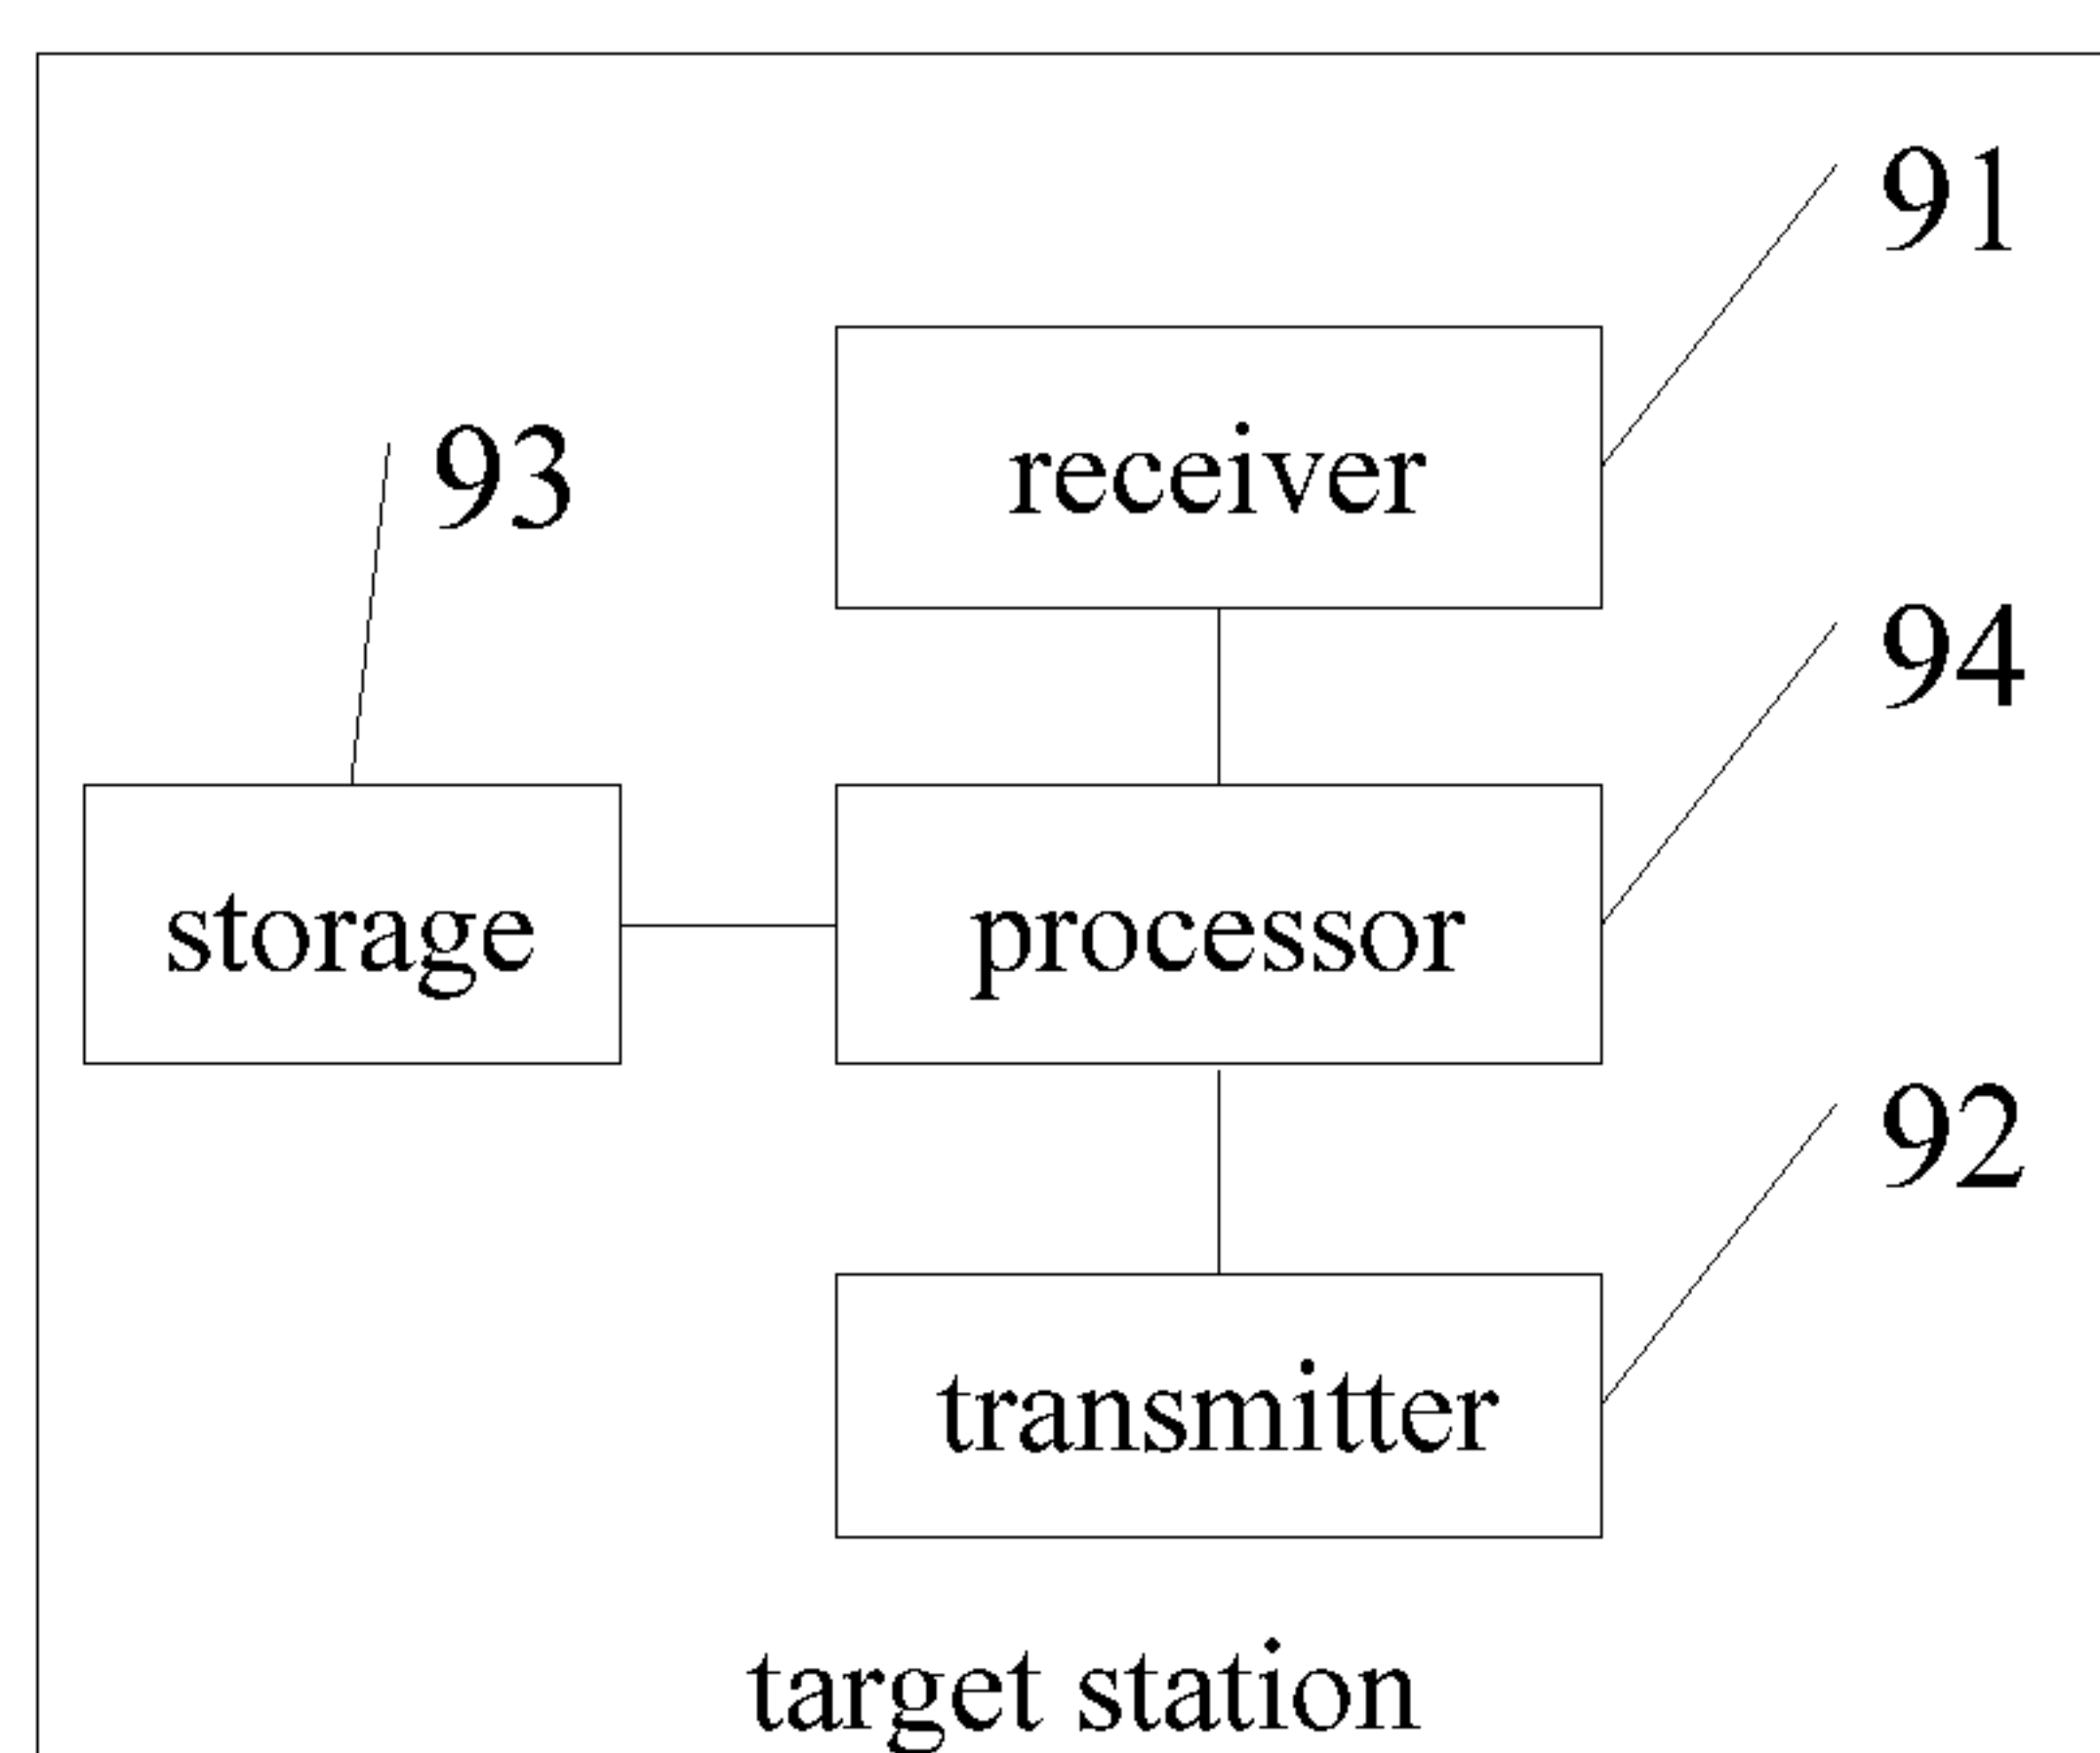 91
receiver
93
94
storage
processor
92
transmitter
target station